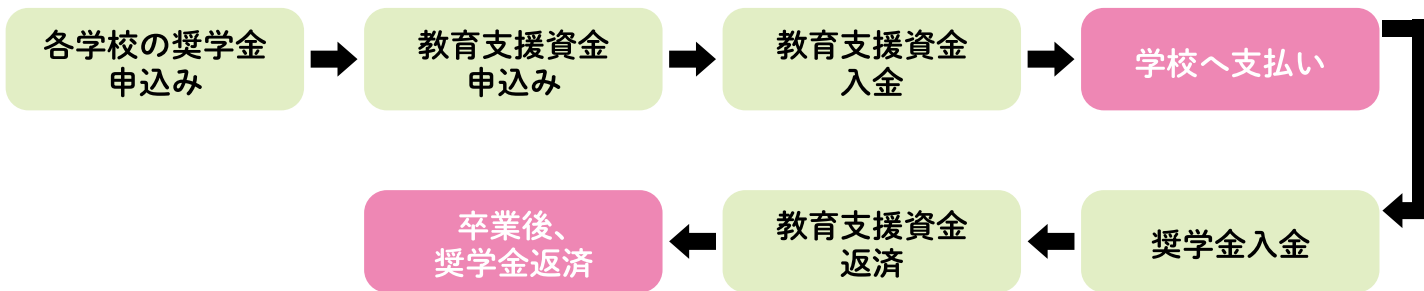 各学校の奨学金
申込み
教育支援資金
申込み
教育支援資金
入金
学校へ支払い
奨学金入金
教育支援資金
返済
卒業後、
奨学金返済